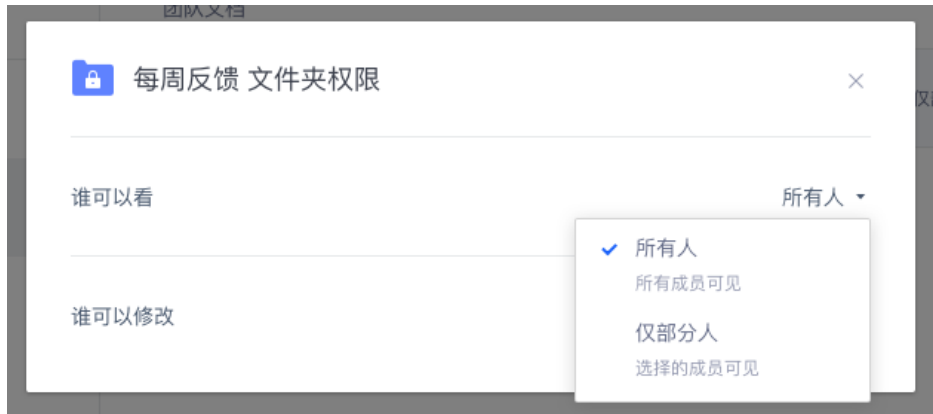 团队文档
每周反馈 文件夹权限
仅
谁可以看
所有人
所有人
所有成员可见
谁可以修改
仅部分人
选择的成员可见